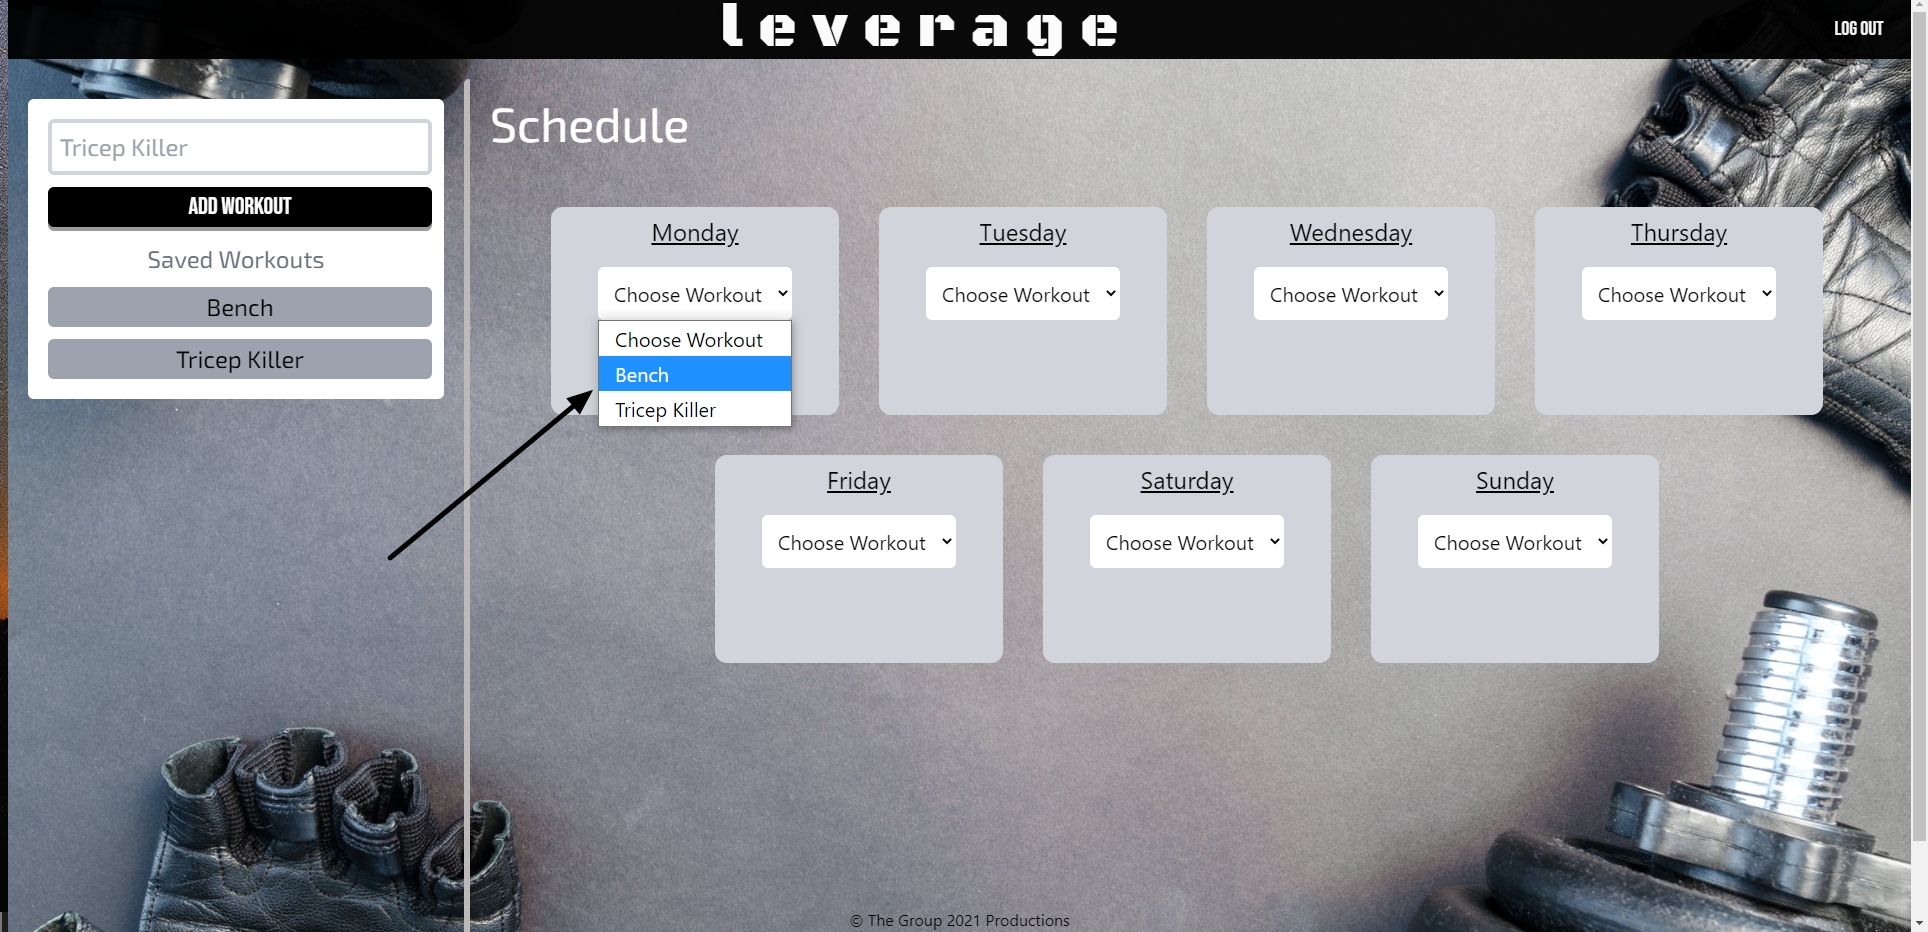 leverage
LOG OUT
Tricep Killer
ADD WORKOUT
Saved Workouts
Bench
Tricep Killer
Schedule
Monday
Choose Workout
Choose Workout
Bench
Tricep Killer
Tuesday
Choose Workout
Wednesday
Choose Workout
Thursday
Choose Workout
Friday
Choose Workout
Saturday
Choose Workout
Sunday
Choose Workout
© The Group 2021 Productions